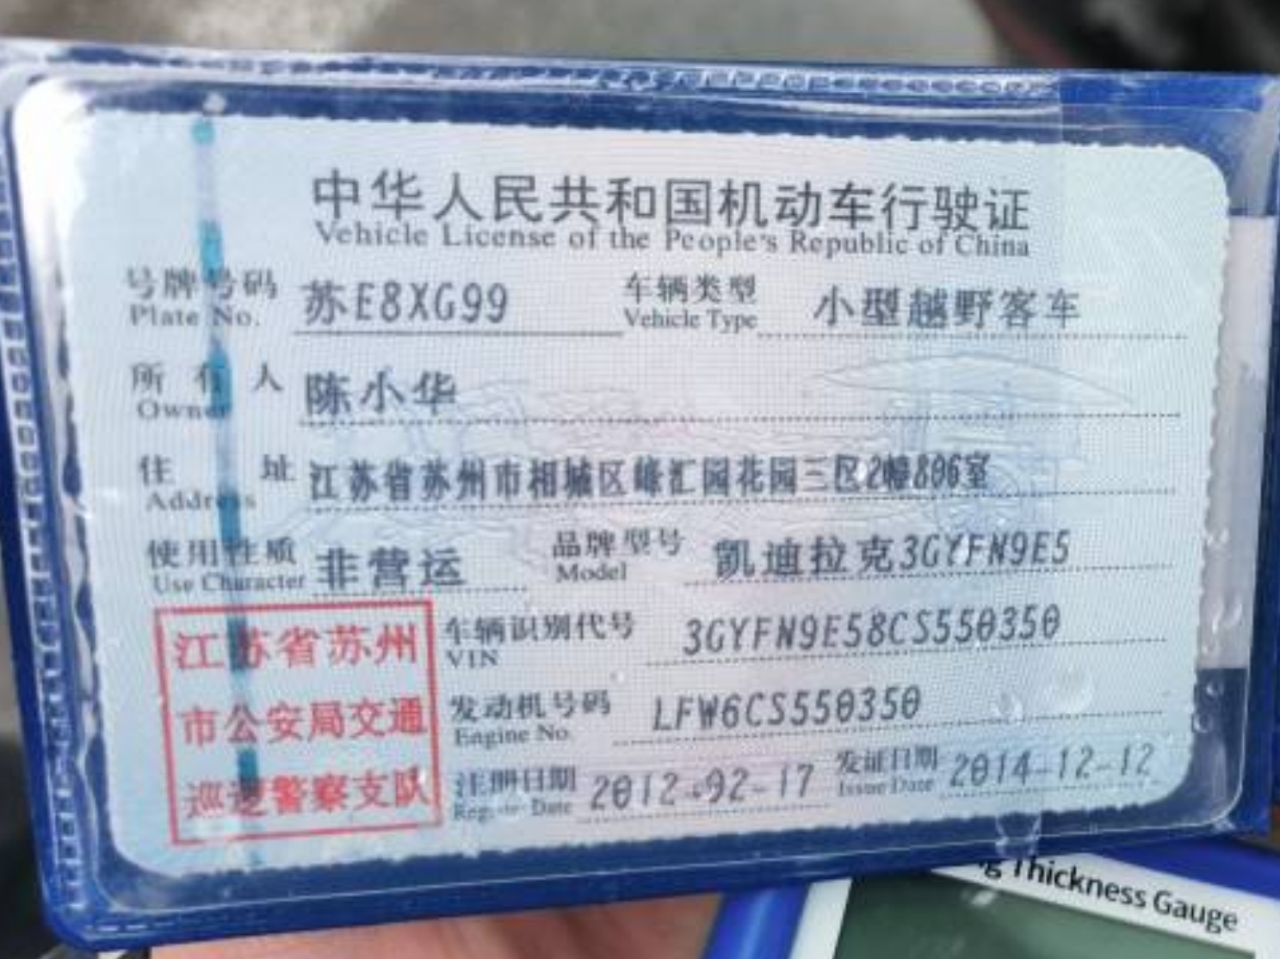 中华人民共和国机动车行驶证
Vehicle License of the People's Republic of China
号牌号码 苏E8XG99 车辆类型 小型越野客车
Plate No. Vehicle Type
所有人 陈小华
Owner
住址 江苏省苏州市相城区峰汇园花园三区2幢806室
Address
使用性质 非营运 品牌型号 凯迪拉克3GYFN9E5
Use Character Model
江苏省苏州
市公安局交通
巡逻警察支队
车辆识别代号 3GYFN9E58CS550350
VIN
发动机号码 LFW6CS550350
Engine No.
注册日期 2012-02-17 发证日期 2014-12-12
Register Date Issue Date
Thickness Gauge